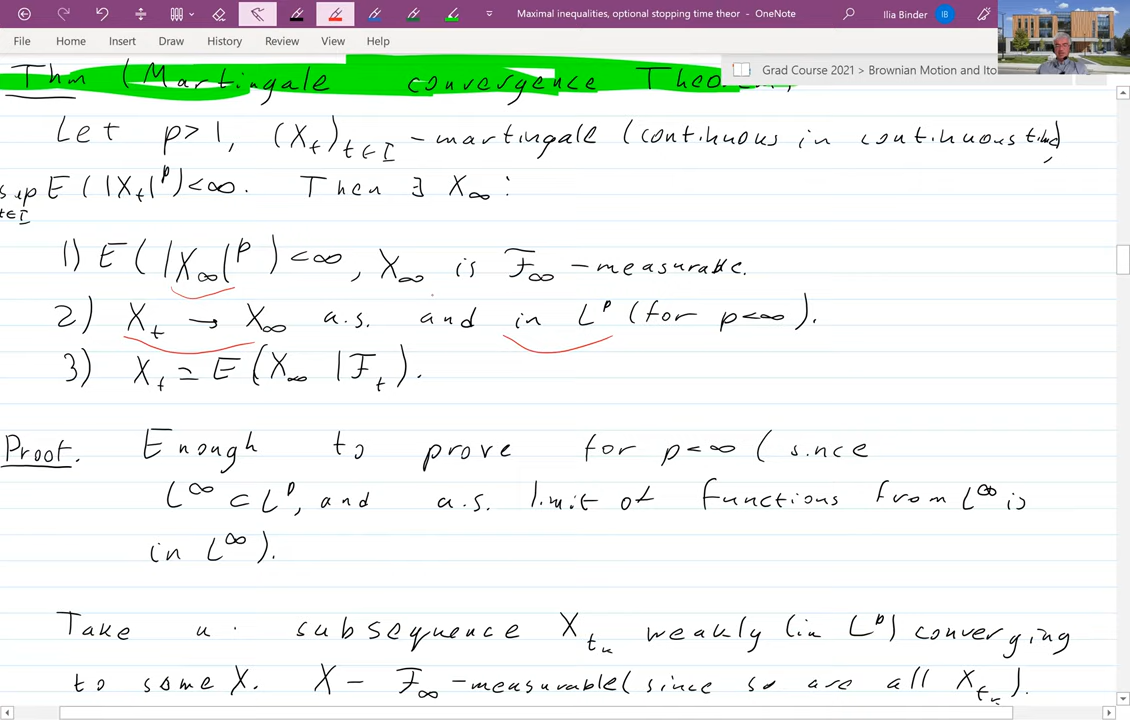 Maximal inequalities, optional stopping time theor - OneNote
Ilia Binder
IB
File Home Insert Draw History Review View Help
Grad Course 2021 > Brownian Motion and Ito
Thm (Martingale convergence Theo
Let p>1, (X_t)_{t∈I} - martingale (continuous in continuous time),
sup_{t∈I} E(|X_t|^p)<∞. Then ∃ X_∞:
1) E(|X_∞|^p)<∞, X_∞ is F_∞-measurable.
2) X_t → X_∞ a.s. and in L^p (for p<∞).
3) X_t = E(X_∞ | F_t).
Proof. Enough to prove for p<∞ (since
L^∞ ⊂ L^p, and a.s. limit of functions from L^∞ is
in L^∞).
Take a subsequence X_{t_n} weakly (in L^p) converging
to some X. X - F_∞-measurable (since so are all X_{t_n}).